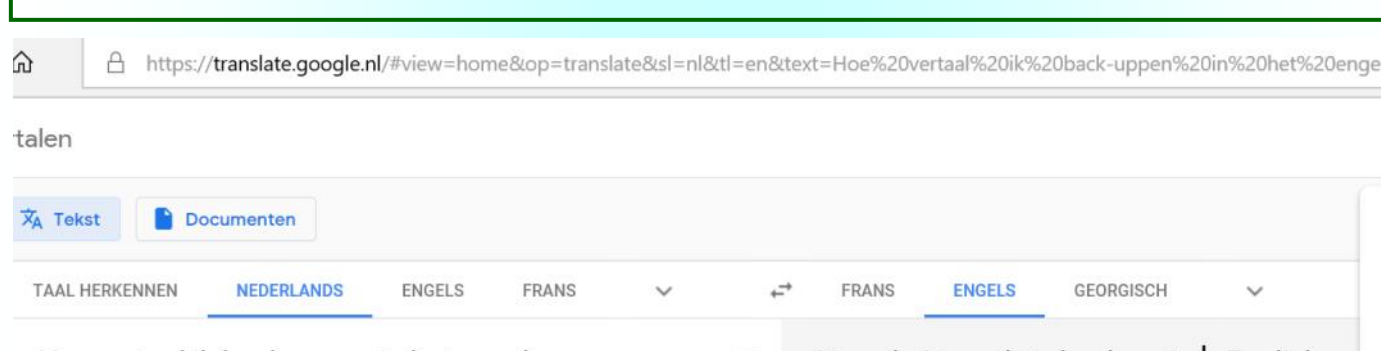 https://translate.google.nl/#view=home&op=translate&sl=nl&tl=en&text=Hoe%20vertaal%20ik%20back-uppen%20in%20het%20enge
talen
Tekst Documenten
TAAL HERKENNEN NEDERLANDS ENGELS FRANS FRANS ENGELS GEORGISCH